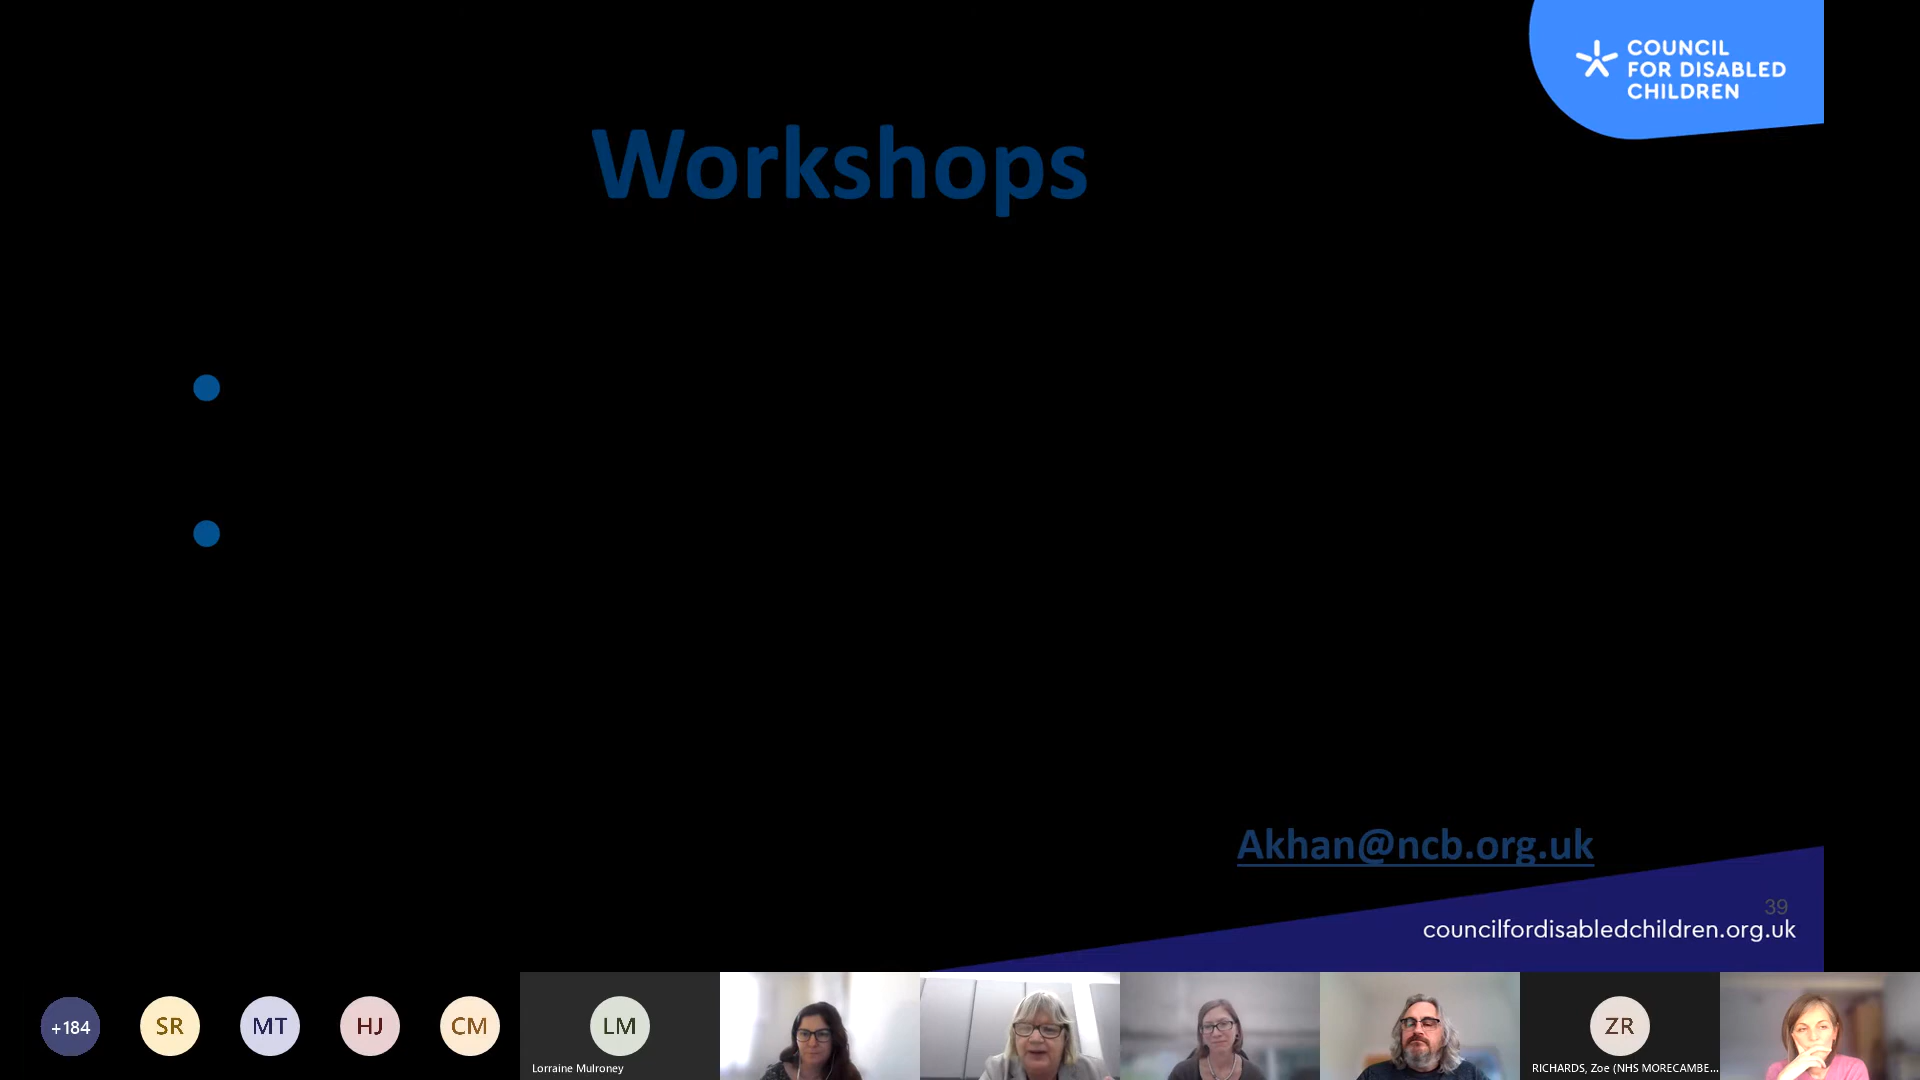 COUNCIL
FOR DISABLED
CHILDREN
Workshops
Akhan@ncb.org.uk
39
councilfordisabledchildren.org.uk
+184
SR
MT
HJ
CM
LM
Lorraine Mulroney
ZR
RICHARDS, Zoe (NHS MORECAMBE...